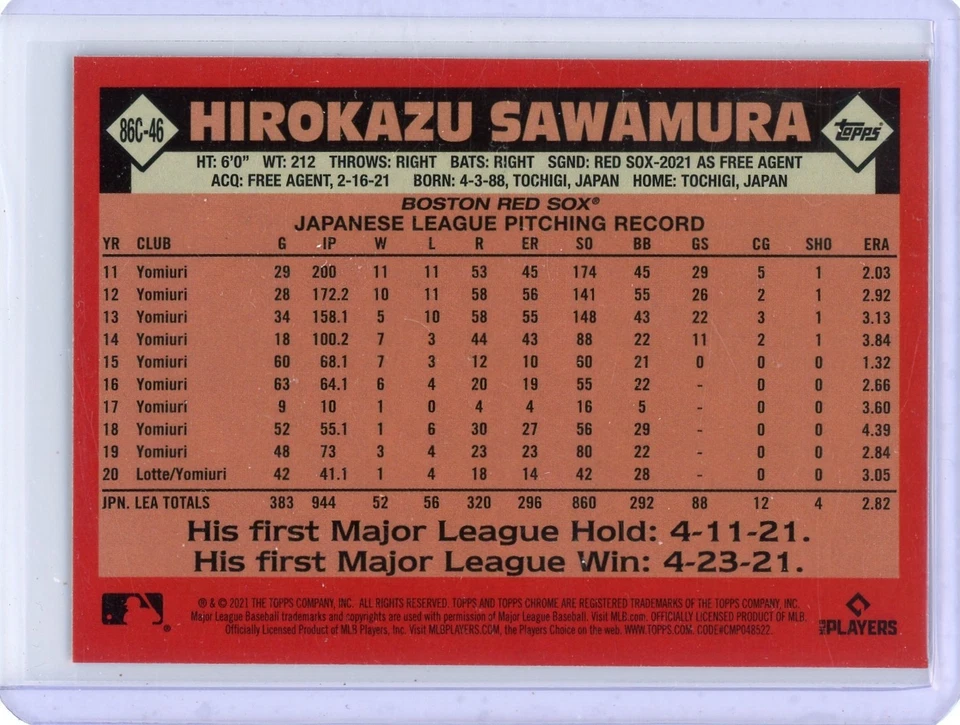 86C-46 HIROKAZU SAWAMURA Topps
HT: 6'0" WT: 212 THROWS: RIGHT BATS: RIGHT SGND: RED SOX-2021 AS FREE AGENT
ACQ: FREE AGENT, 2-16-21 BORN: 4-3-88, TOCHIGI, JAPAN HOME: TOCHIGI, JAPAN
BOSTON RED SOX®
JAPANESE LEAGUE PITCHING RECORD
YR CLUB G IP W L R ER SO BB GS CG SHO ERA
11 Yomiuri 29 200 11 11 53 45 174 45 29 5 1 2.03
12 Yomiuri 28 172.2 10 11 58 56 141 55 26 2 1 2.92
13 Yomiuri 34 158.1 5 10 58 55 148 43 22 3 1 3.13
14 Yomiuri 18 100.2 7 3 44 43 88 22 11 2 1 3.84
15 Yomiuri 60 68.1 7 3 12 10 60 21 0 0 0 1.32
16 Yomiuri 63 64.1 6 4 20 19 55 22 - 0 0 2.66
17 Yomiuri 9 10 1 0 4 4 16 5 - 0 0 3.60
18 Yomiuri 52 55.1 1 6 30 27 56 29 - 0 0 4.39
19 Yomiuri 48 73 3 4 23 23 80 22 - 0 0 2.84
20 Lotte/Yomiuri 42 41.1 1 4 18 14 42 28 - 0 0 3.05
JPN. LEA TOTALS 383 944 52 56 320 296 860 292 88 12 4 2.82
His first Major League Hold: 4-11-21.
His first Major League Win: 4-23-21.
® & © 2021 THE TOPPS COMPANY, INC. ALL RIGHTS RESERVED. TOPPS AND TOPPS CHROME ARE REGISTERED TRADEMARKS OF THE TOPPS COMPANY, INC.
Major League Baseball trademarks and copyrights are used with permission of Major League Baseball. Visit MLB.com. OFFICIALLY LICENSED PRODUCT OF MLB
Officially Licensed Product of MLB Players, Inc. Visit MLBPLAYERS.COM, the Players Choice on the web. WWW.TOPPS.COM. CODE#CMP048522
MLB PLAYERS